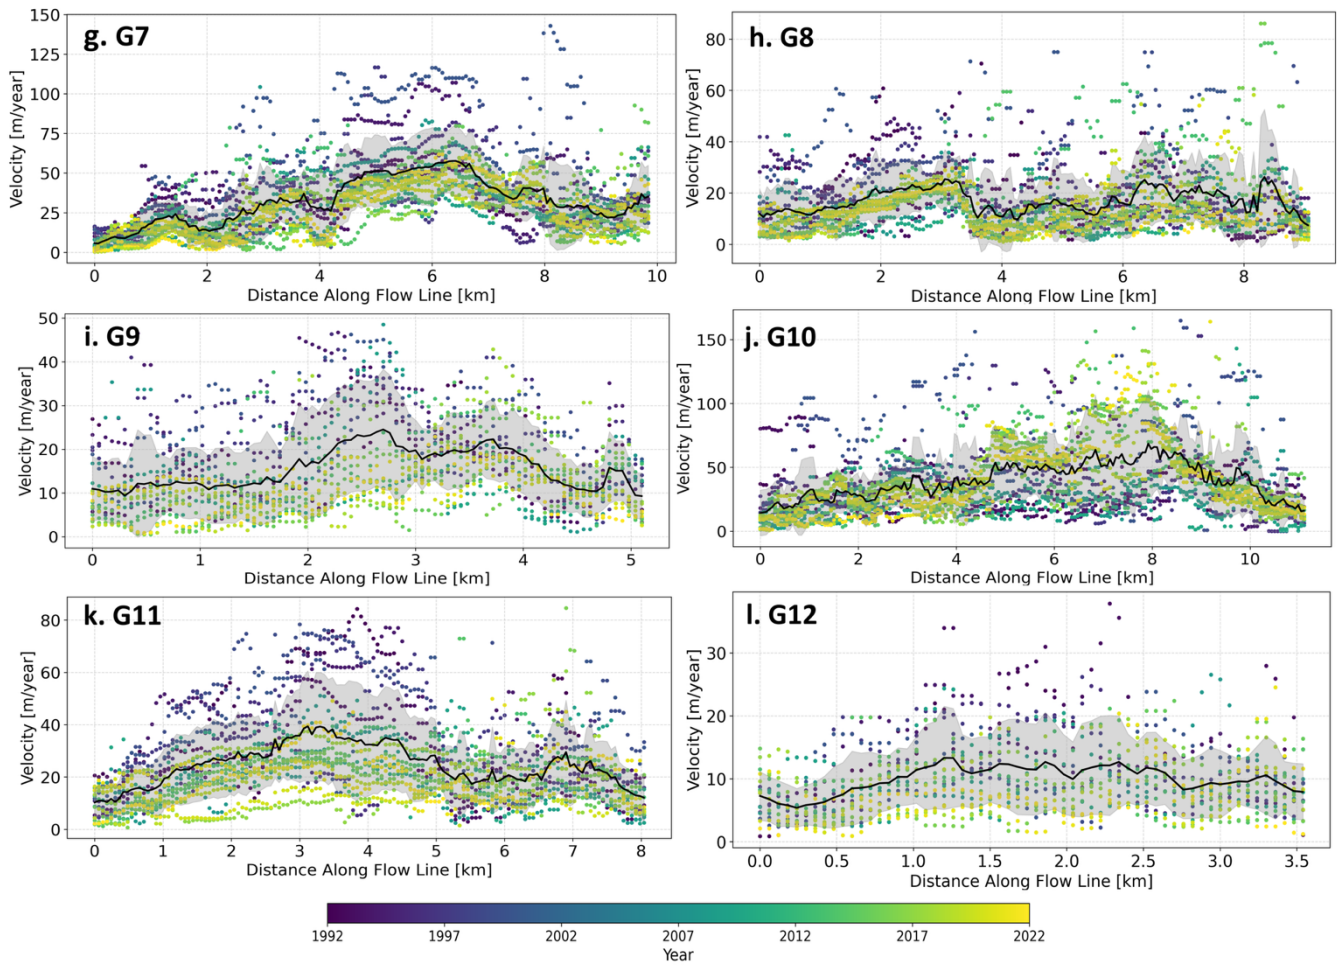 g. G7
Velocity [m/year]
150
125
100
75
50
25
0
0 2 4 6 8 10
Distance Along Flow Line [km]
h. G8
Velocity [m/year]
80
60
40
20
0
0 2 4 6 8
Distance Along Flow Line [km]
i. G9
Velocity [m/year]
50
40
30
20
10
0
0 1 2 3 4 5
Distance Along Flow Line [km]
j. G10
Velocity [m/year]
150
100
50
0
0 2 4 6 8 10
Distance Along Flow Line [km]
k. G11
Velocity [m/year]
80
60
40
20
0
0 1 2 3 4 5 6 7 8
Distance Along Flow Line [km]
l. G12
Velocity [m/year]
30
20
10
0
0.0 0.5 1.0 1.5 2.0 2.5 3.0 3.5
Distance Along Flow Line [km]
1992 1997 2002 2007 2012 2017 2022
Year